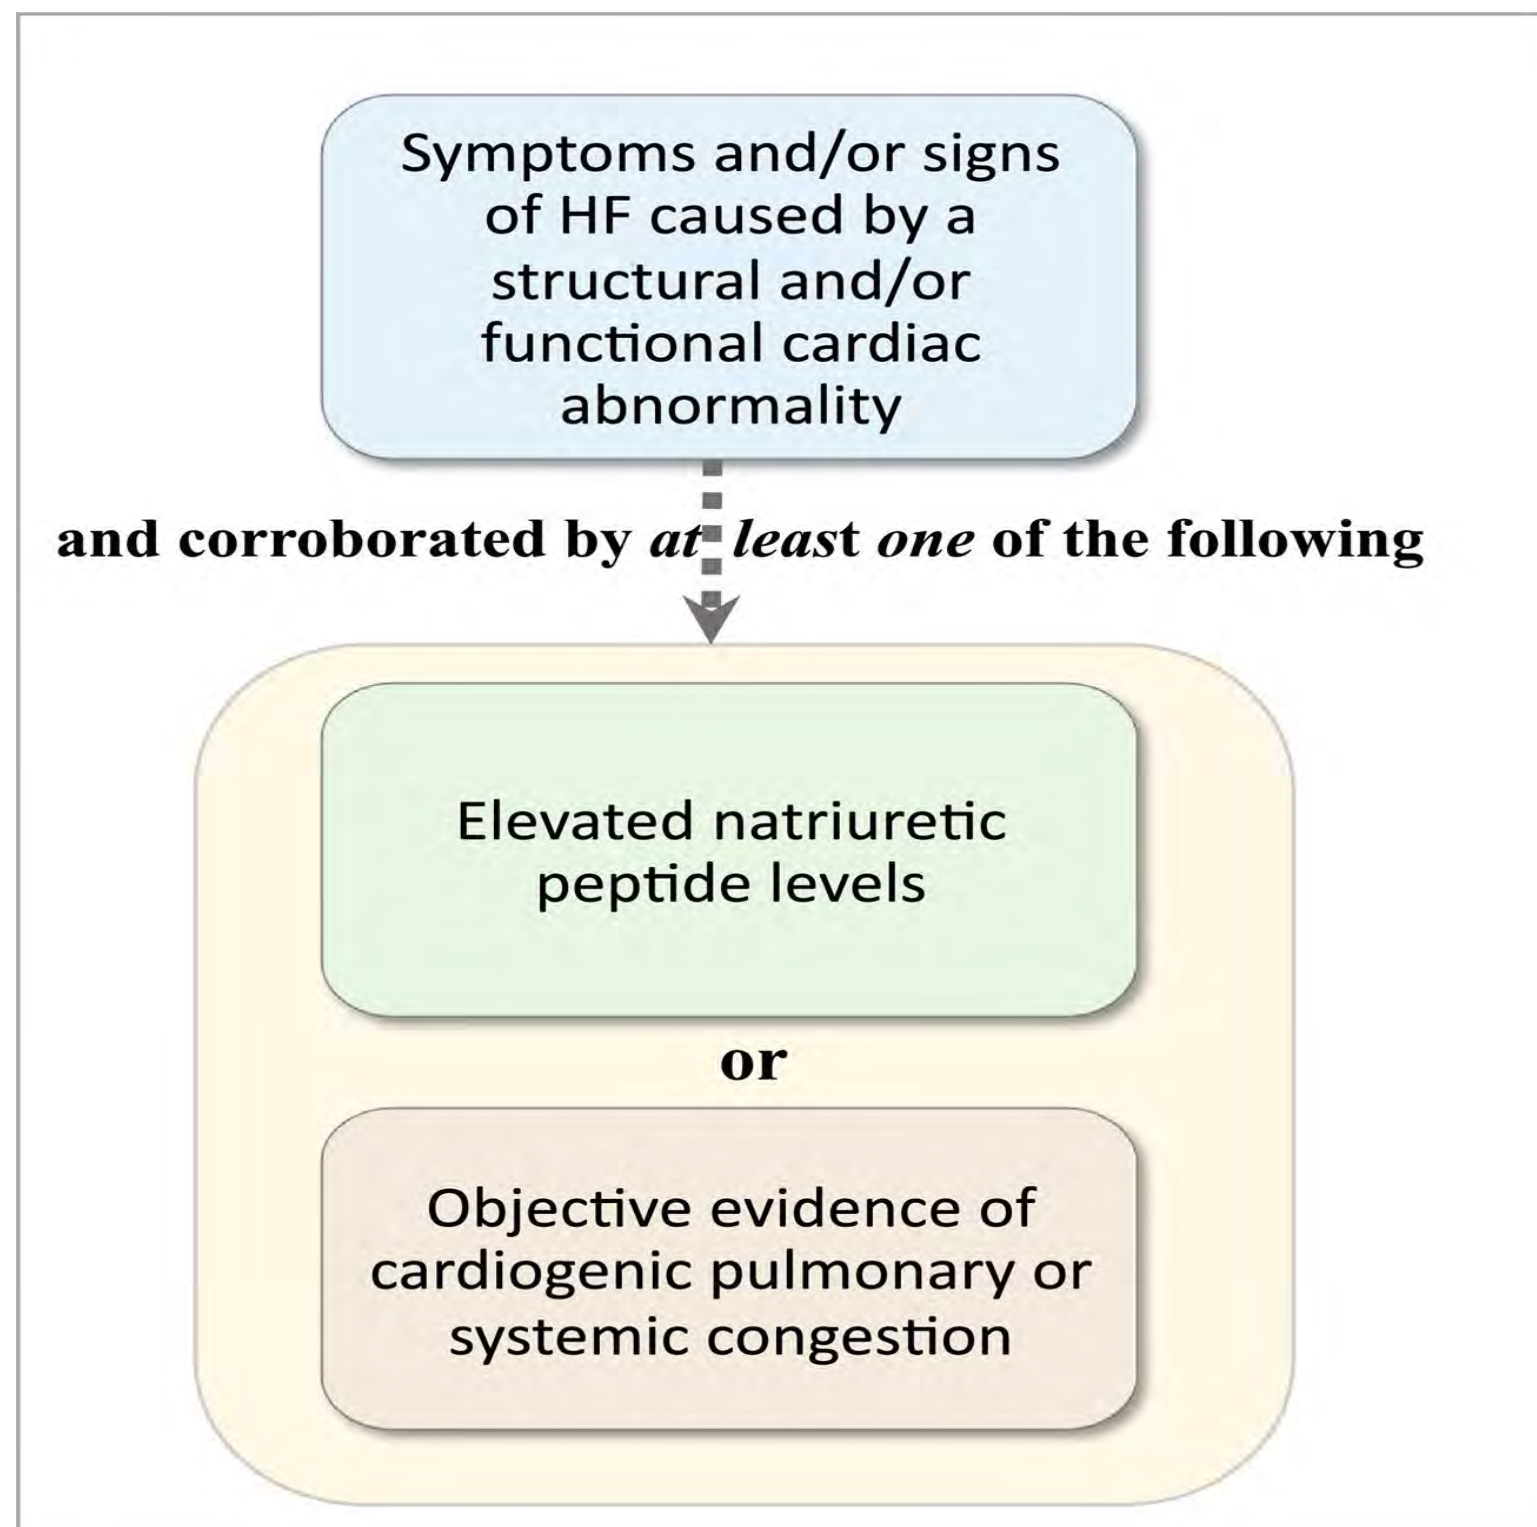 Symptoms and/or signs
of HF caused by a
structural and/or
functional cardiac
abnormality
and corroborated by at least one of the following
Elevated natriuretic
peptide levels
or
Objective evidence of
cardiogenic pulmonary or
systemic congestion